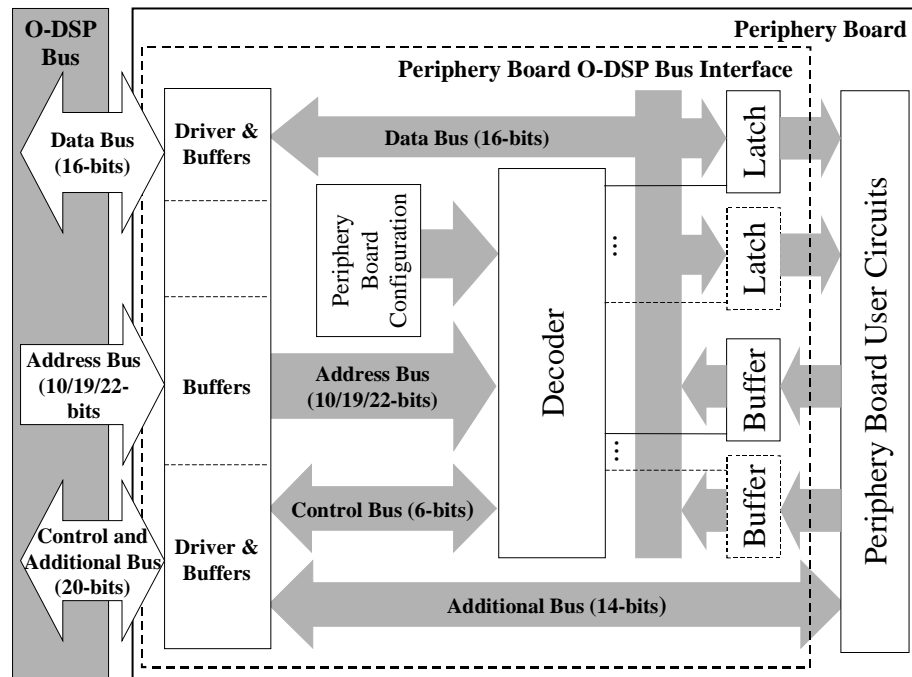 O-DSP
Bus
Periphery Board
Periphery Board O-DSP Bus Interface
Data Bus
(16-bits)
Driver &
Buffers
Data Bus (16-bits)
Latch
Periphery
Board
Configuration
...
Latch
Decoder
Address Bus
(10/19/22-
bits)
Buffers
Address Bus
(10/19/22-bits)
Buffer
...
Buffer
Control and
Additional Bus
(20-bits)
Driver &
Buffers
Control Bus (6-bits)
Additional Bus (14-bits)
Periphery Board User Circuits